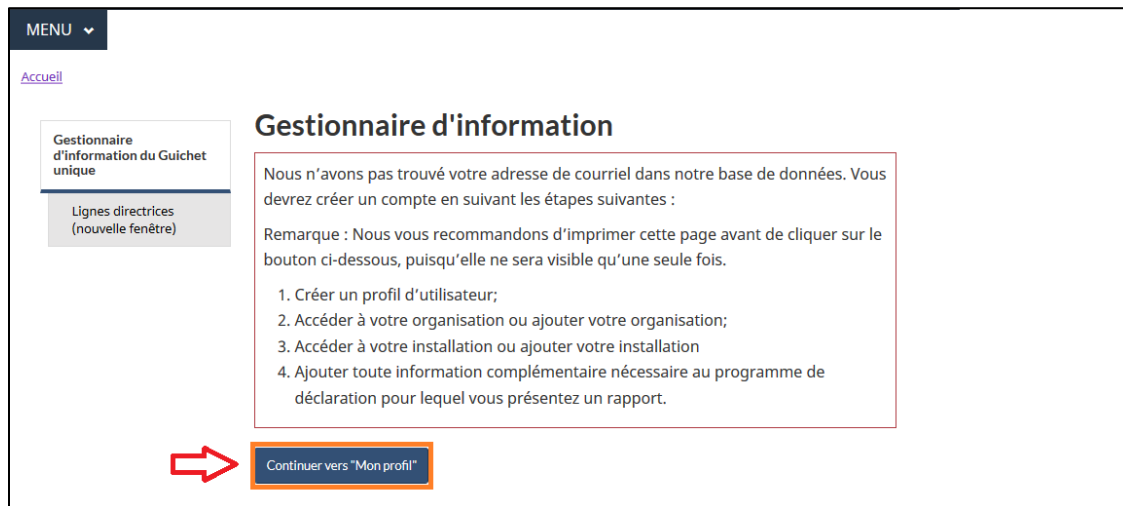 MENU
Accueil
Gestionnaire
d'information du Guichet
unique
Lignes directrices
(nouvelle fenêtre)
Gestionnaire d'information
Nous n’avons pas trouvé votre adresse de courriel dans notre base de données. Vous
devrez créer un compte en suivant les étapes suivantes :
Remarque : Nous vous recommandons d’imprimer cette page avant de cliquer sur le
bouton ci-dessous, puisqu’elle ne sera visible qu’une seule fois.
1. Créer un profil d’utilisateur;
2. Accéder à votre organisation ou ajouter votre organisation;
3. Accéder à votre installation ou ajouter votre installation
4. Ajouter toute information complémentaire nécessaire au programme de
déclaration pour lequel vous présentez un rapport.
Continuer vers "Mon profil"